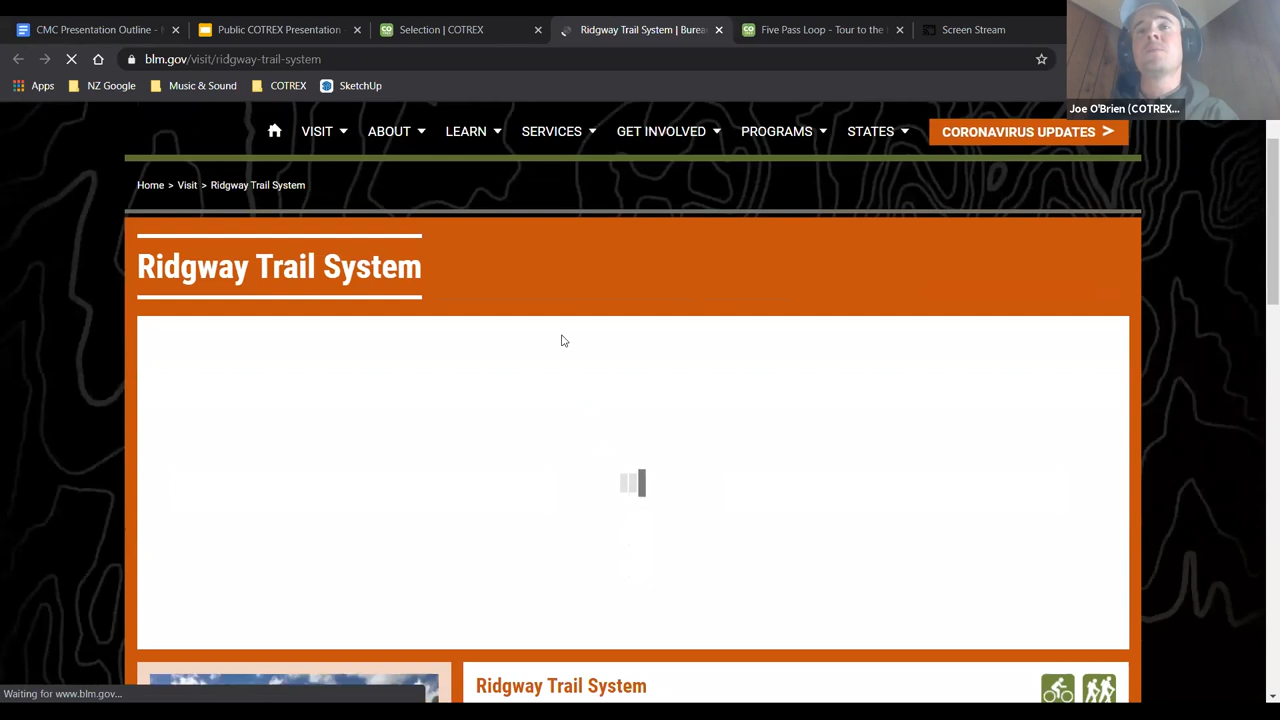 CMC Presentation Outline -
Public COTREX Presentation
Selection | COTREX
Ridgway Trail System | Burea
Five Pass Loop - Tour to the
Screen Stream
blm.gov/visit/ridgway-trail-system
Apps
NZ Google
Music & Sound
COTREX
SketchUp
Joe O'Brien (COTREX...
VISIT
ABOUT
LEARN
SERVICES
GET INVOLVED
PROGRAMS
STATES
CORONAVIRUS UPDATES >
Home > Visit > Ridgway Trail System
Ridgway Trail System
Ridgway Trail System
Waiting for www.blm.gov...